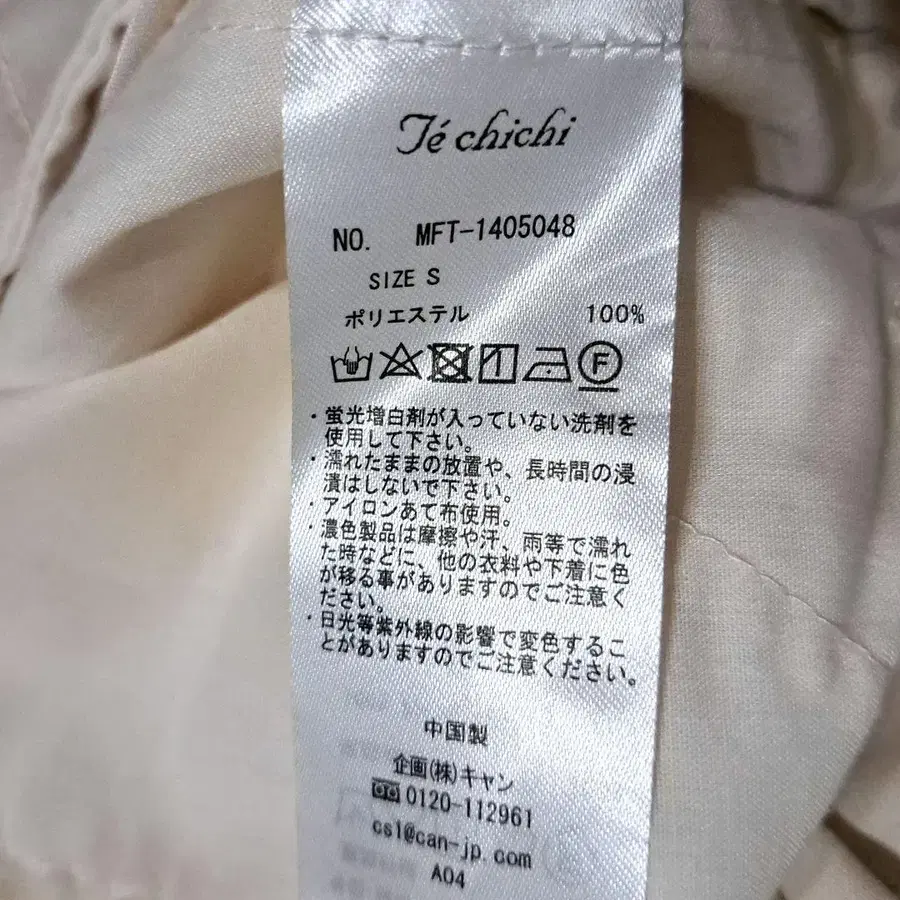 Té chichi
NO. MFT-1405048
SIZE S
ポリエステル 100%
F
・蛍光増白剤が入っていない洗剤を
使用して下さい。
・濡れたままの放置や、長時間の浸
漬はしないで下さい。
・アイロンあて布使用。
・濃色製品は摩擦や汗、雨等で濡れ
た時などに、他の衣料や下着に色
が移る事がありますのでご注意く
ださい。
・日光等紫外線の影響で変色するこ
とがありますのでご注意ください。
中国製
企画(株)キャン
0120-112961
cs1@can-jp.com
A04